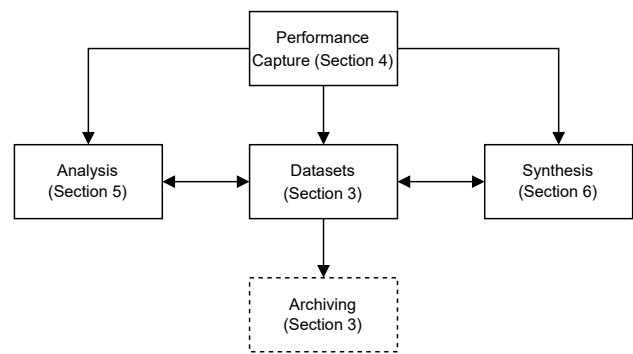 Performance
Capture (Section 4)
Analysis
(Section 5)
Datasets
(Section 3)
Synthesis
(Section 6)
Archiving
(Section 3)